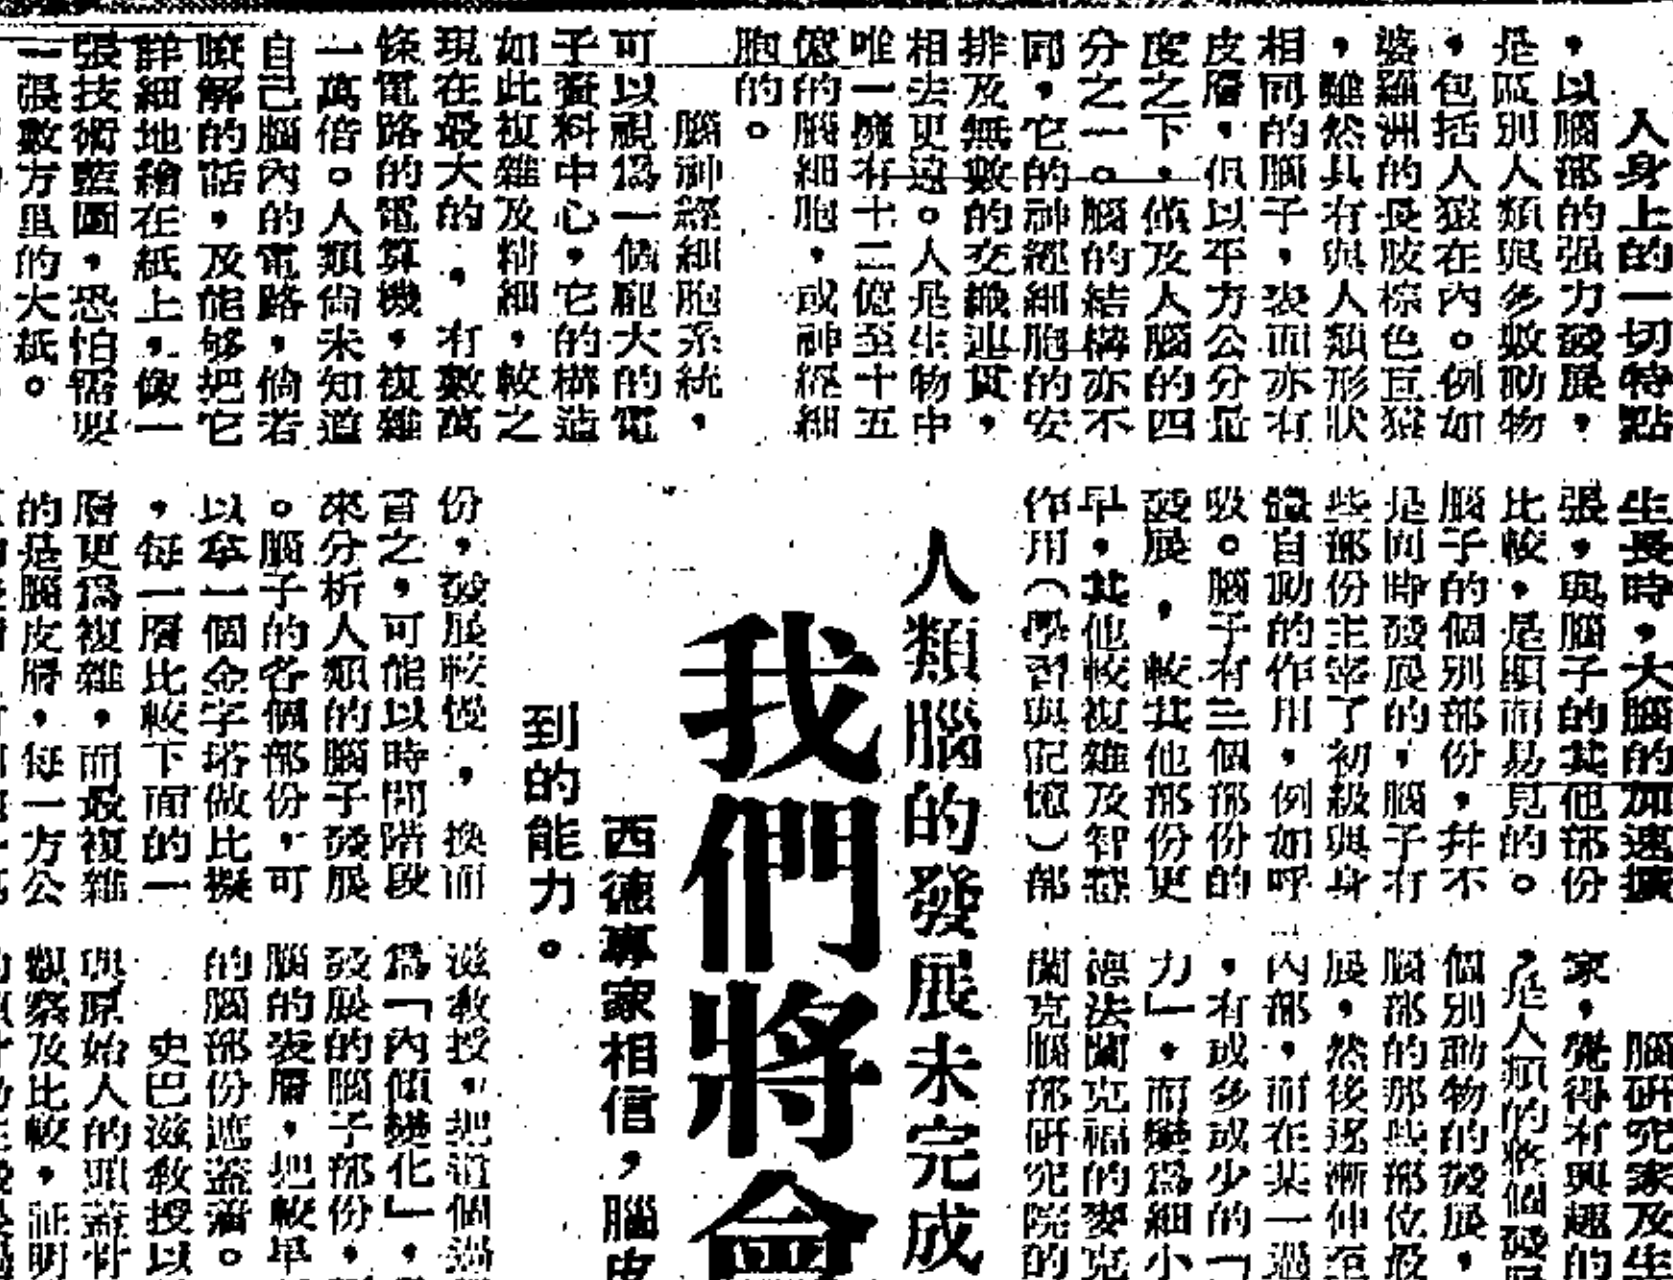 人身上的一切特點
，以腦部的强力發展，
是區別人類與多數動物
，包括人猿在內。例如
婆羅洲的長肢棕色巨猿
，雖然具有與人類形狀
相同的腦子，表面亦有
皮層，但以平方公分量
度之下，僅及人腦的四
分之一。腦的結構亦不
同，它的神經細胞的安
排及無數的交織連貫，
相去更遠。人是生物中
唯一擁有十二億至十五
億的腦細胞，或神經細
胞的。
腦神經細胞系統，
可以視爲一個龐大的電
子資料中心，它的構造
如此複雜及精細，較之
現在最大的，有數萬
條電路的電算機，複雜
一萬倍。人類尚未知道
自己腦內的電路，倘若
瞭解的話，及能够把它
詳細地繪在紙上，像一
張技術藍圖，恐怕需要
一張數方里的大紙。
生長時，大腦的加速擴
張，與腦子的其他部份
比較，是顯而易見的。
腦子的個別部份，幷不
是同時發展的，腦子有
些部份主宰了初級與身
體自動的作用，例如呼
吸。腦子有三個部份的
發展，較其他部份更
早，其他較複雜及智慧
作用（學習與記憶）部
人類腦的發展未完成
我們將會
西德專家相信，腦皮
到的能力。
份，發展較慢，換而
言之，可能以時間階段
來分析人類的腦子發展
。腦子的各個部份，可
以拿一個金字塔做比擬
，每一層比較下面的一
層更爲複雜，而最複雜
的是腦皮層，每一方公
腦研究家及生
家，覺得有興趣的
，是人類的整個發展
個別動物的發展，
腦部的那些部位最
展，然後逐漸伸至
內部，而在某一過
，有或多或少的「
力」，而變爲細小
德法蘭克福的麥克
蘭克腦部研究院的
滋教授，把這個過
爲「內傾變化」，
發展的腦子部份，
腦的表層，把較早
的腦部份遮蓋着。
史巴滋教授以
與原始人的頭蓋骨
觀察及比較，証明